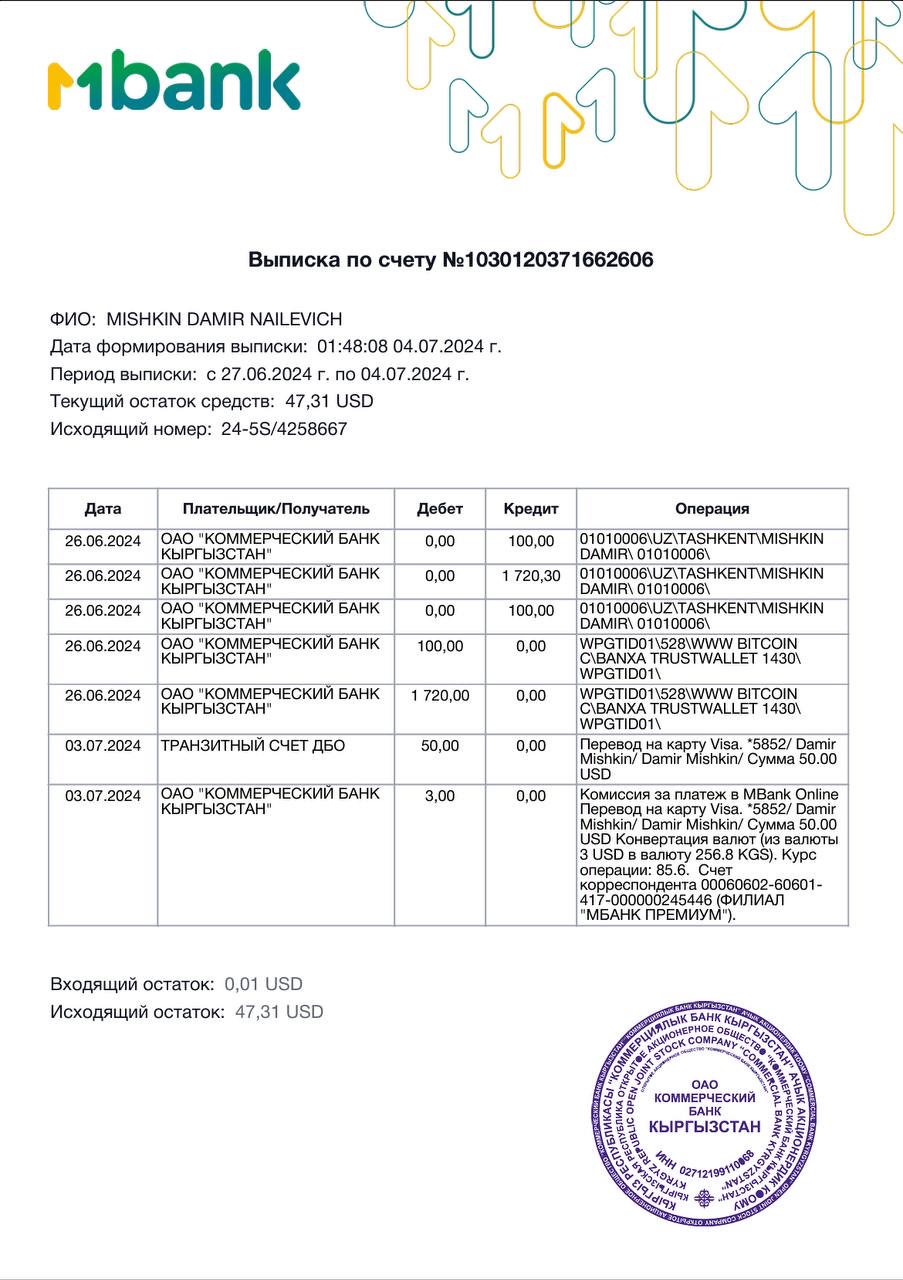 Mbank
Выписка по счету №1030120371662606
ФИО: MISHKIN DAMIR NAILEVICH
Дата формирования выписки: 01:48:08 04.07.2024 г.
Период выписки: с 27.06.2024 г. по 04.07.2024 г.
Текущий остаток средств: 47,31 USD
Исходящий номер: 24-5S/4258667
Дата Плательщик/Получатель Дебет Кредит Операция
26.06.2024 ОАО "КОММЕРЧЕСКИЙ БАНК 0,00 100,00 01010006\UZ\TASHKENT\MISHKIN
КЫРГЫЗСТАН" DAMIR\ 01010006\
26.06.2024 ОАО "КОММЕРЧЕСКИЙ БАНК 0,00 1 720,30 01010006\UZ\TASHKENT\MISHKIN
КЫРГЫЗСТАН" DAMIR\ 01010006\
26.06.2024 ОАО "КОММЕРЧЕСКИЙ БАНК 0,00 100,00 01010006\UZ\TASHKENT\MISHKIN
КЫРГЫЗСТАН" DAMIR\ 01010006\
26.06.2024 ОАО "КОММЕРЧЕСКИЙ БАНК 100,00 0,00 WPGTID01\528\WWW BITCOIN
КЫРГЫЗСТАН" C\BANXA TRUSTWALLET 1430\
WPGTID01\
26.06.2024 ОАО "КОММЕРЧЕСКИЙ БАНК 1 720,00 0,00 WPGTID01\528\WWW BITCOIN
КЫРГЫЗСТАН" C\BANXA TRUSTWALLET 1430\
WPGTID01\
03.07.2024 ТРАНЗИТНЫЙ СЧЕТ ДБО 50,00 0,00 Перевод на карту Visa. *5852/ Damir
Mishkin/ Damir Mishkin/ Сумма 50.00
USD
03.07.2024 ОАО "КОММЕРЧЕСКИЙ БАНК 3,00 0,00 Комиссия за платеж в MBank Online
КЫРГЫЗСТАН" Перевод на карту Visa. *5852/ Damir
Mishkin/ Damir Mishkin/ Сумма 50.00
USD Конвертация валют (из валюты
3 USD в валюту 256.8 KGS). Курс
операции: 85.6. Счет
корреспондента 00060602-60601-
417-000000245446 (ФИЛИАЛ
"МБАНК ПРЕМИУМ").
Входящий остаток: 0,01 USD
Исходящий остаток: 47,31 USD
КЫРГЫЗ РЕСПУБЛИКАСЫ "КОММЕРЦИЯЛЫК БАНК КЫРГЫЗСТАН" АЧЫК АКЦИОНЕРДИК КООМУ
КЫРГЫЗСКАЯ РЕСПУБЛИКА ОТКРЫТОЕ АКЦИОНЕРНОЕ ОБЩЕСТВО "КОММЕРЧЕСКИЙ БАНК КЫРГЫЗСТАН"
KYRGYZ REPUBLIC OPEN JOINT STOCK COMPANY "COMMERCIAL BANK KYRGYZSTAN"
ОАО
КОММЕРЧЕСКИЙ
БАНК
КЫРГЫЗСТАН
ИНН 02712199110068